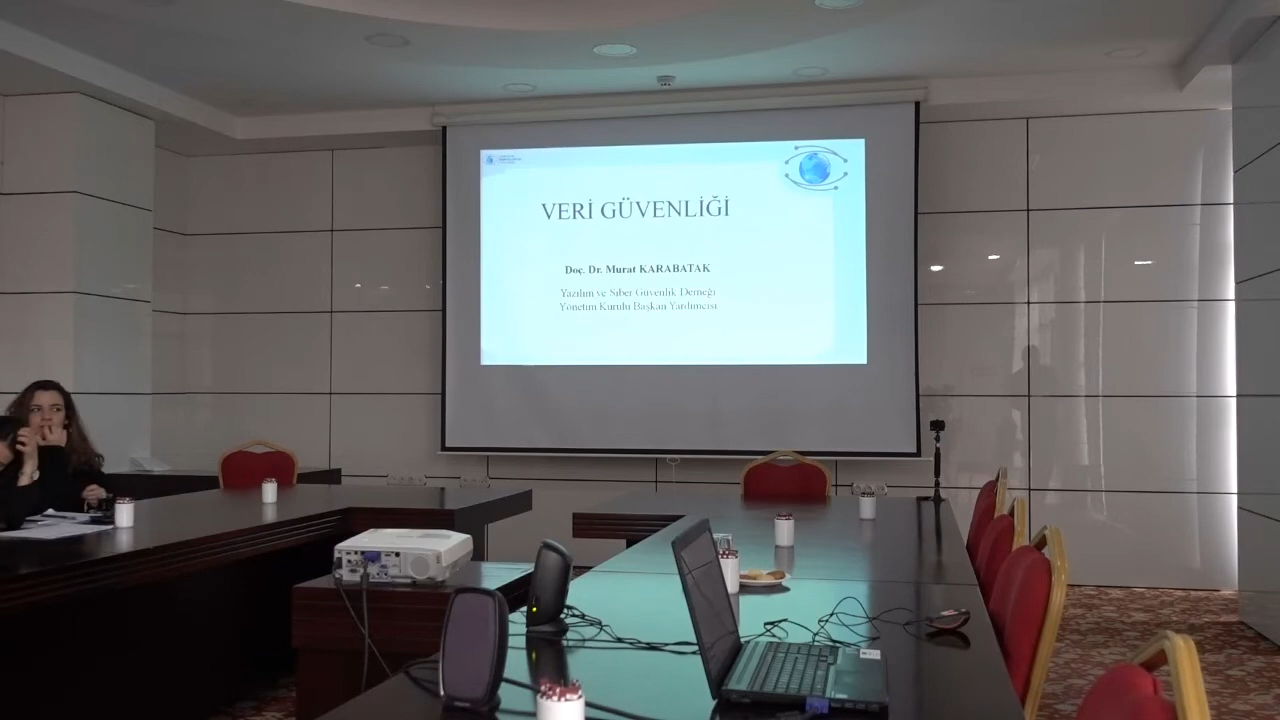 VERİ GÜVENLİĞİ
Doç. Dr. Murat KARABATAK
Yazılım ve Siber Güvenlik Derneği
Yönetim Kurulu Başkan Yardımcısı